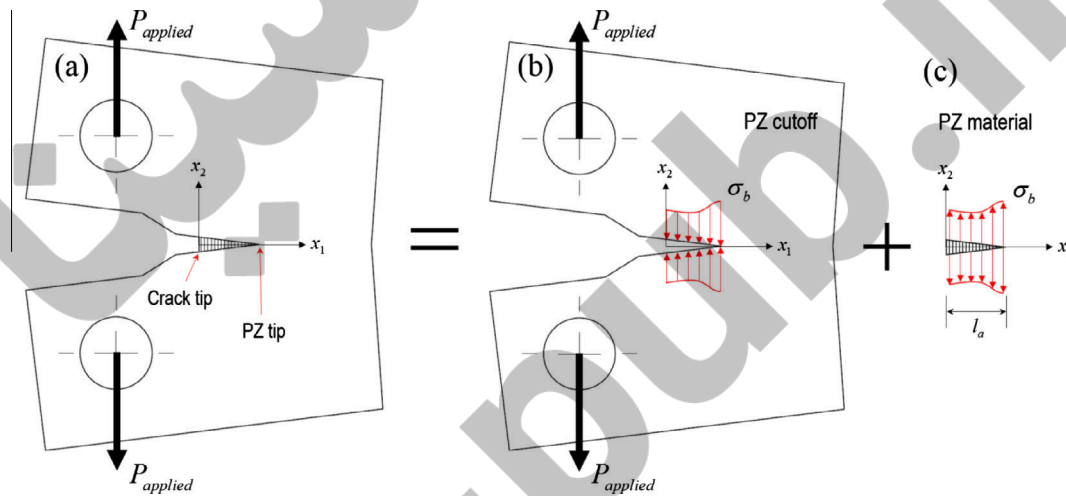 P_applied
(a)
x_2
x_1
Crack tip
PZ tip
P_applied
=
P_applied
(b)
PZ cutoff
x_2
σ_b
x_1
P_applied
+
(c)
PZ material
x_2
σ_b
x
l_a